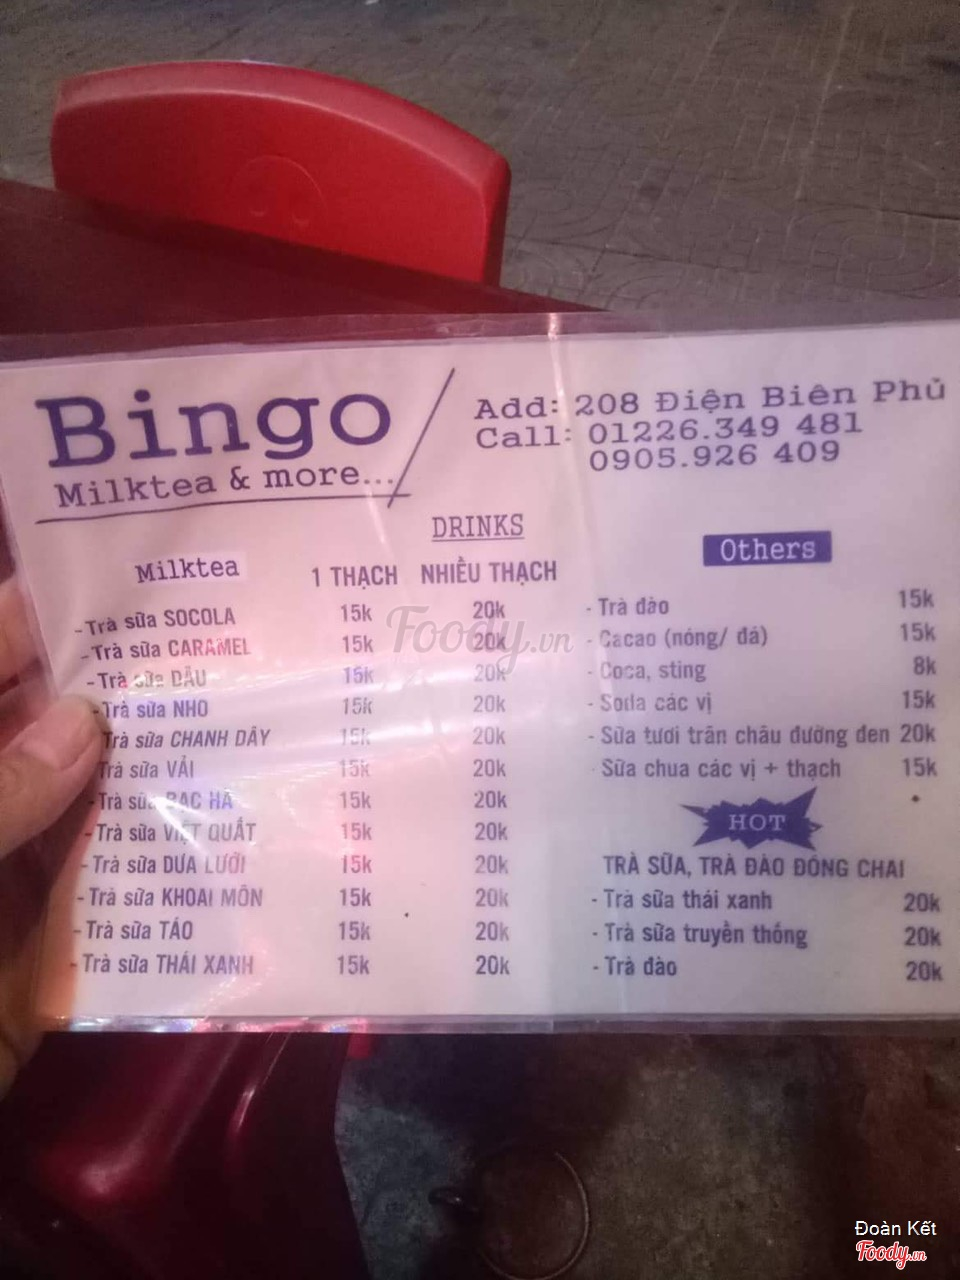 Bingo
Milktea & more...
Add: 208 Điện Biên Phủ
Call: 01226.349 481
0905.926 409
DRINKS
Milktea 1 THẠCH NHIỀU THẠCH
- Trà sữa SOCOLA 15k 20k
- Trà sữa CARAMEL 15k 20k
- Trà sữa DÂU 15k 20k
- Trà sữa NHO 15k 20k
Trà sữa CHANH DÂY 15k 20k
Trà sữa VẢI 15k 20k
- Trà sữa BẠC HÀ 15k 20k
- Trà sữa VIỆT QUẤT 15k 20k
- Trà sữa DƯA LƯỚI 15k 20k
- Trà sữa KHOAI MÔN 15k 20k
- Trà sữa TÁO 15k 20k
- Trà sữa THÁI XANH 15k 20k
Others
- Trà đào 15k
- Cacao (nóng/ đá) 15k
- Coca, sting 8k
- Soda các vị 15k
- Sữa tươi trân châu đường đen 20k
- Sữa chua các vị + thạch 15k
HOT
TRÀ SỮA, TRÀ ĐÀO ĐÓNG CHAI
- Trà sữa thái xanh 20k
- Trà sữa truyền thống 20k
- Trà đào 20k
Foody.vn
Đoàn Kết
Foody.vn